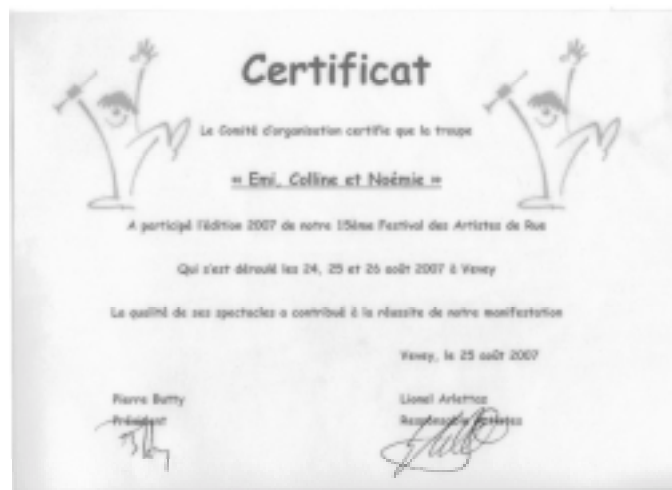 Certificat
Le Comité d'organisation certifie que la troupe
« Emi, Colline et Noémie »
A participé l'édition 2007 de notre 15ème Festival des Artistes de Rue
Qui s'est déroulé les 24, 25 et 26 août 2007 à Vevey
La qualité de ses spectacles a contribué à la réussite de notre manifestation
Vevey, le 25 août 2007
Pierre Butty
Président
Lionel Arlettaz
Responsable Artistes